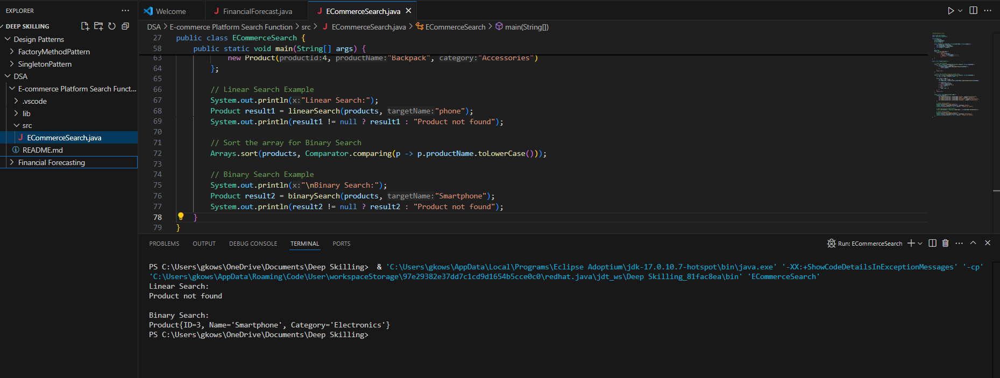 EXPLORER
DEEP SKILLING
Design Patterns
FactoryMethodPattern
SingletonPattern
DSA
E-commerce Platform Search Funct...
.vscode
lib
src
J ECommerceSearch.java
README.md
Financial Forecasting
Welcome
J FinancialForecast.java
J ECommerceSearch.java
DSA > E-commerce Platform Search Function > src > J ECommerceSearch.java > ECommerceSearch > main(String[])
27 public class ECommerceSearch {
58 public static void main(String[] args) {
63 new Product(productId:4, productName:"Backpack", category:"Accessories")
64 };
65
66 // Linear Search Example
67 System.out.println(x:"Linear Search:");
68 Product result1 = linearSearch(products, targetName:"phone");
69 System.out.println(result1 != null ? result1 : "Product not found");
70
71 // Sort the array for Binary Search
72 Arrays.sort(products, Comparator.comparing(p -> p.productName.toLowerCase()));
73
74 // Binary Search Example
75 System.out.println(x:"\nBinary Search:");
76 Product result2 = binarySearch(products, targetName:"Smartphone");
77 System.out.println(result2 != null ? result2 : "Product not found");
78 }
79 }
PROBLEMS OUTPUT DEBUG CONSOLE TERMINAL PORTS
Run: ECommerceSearch
PS C:\Users\gkows\OneDrive\Documents\Deep Skilling> & 'C:\Users\gkows\AppData\Local\Programs\Eclipse Adoptium\jdk-17.0.10.7-hotspot\bin\java.exe' '-XX:+ShowCodeDetailsInExceptionMessages' '-cp'
'C:\Users\gkows\AppData\Roaming\Code\User\workspaceStorage\97e29382e37dd7c1cd9d1654b5cce0c0\redhat.java\jdt_ws\Deep Skilling_81fac8ea\bin' 'ECommerceSearch'
Linear Search:
Product not found
Binary Search:
Product{ID=3, Name='Smartphone', Category='Electronics'}
PS C:\Users\gkows\OneDrive\Documents\Deep Skilling>